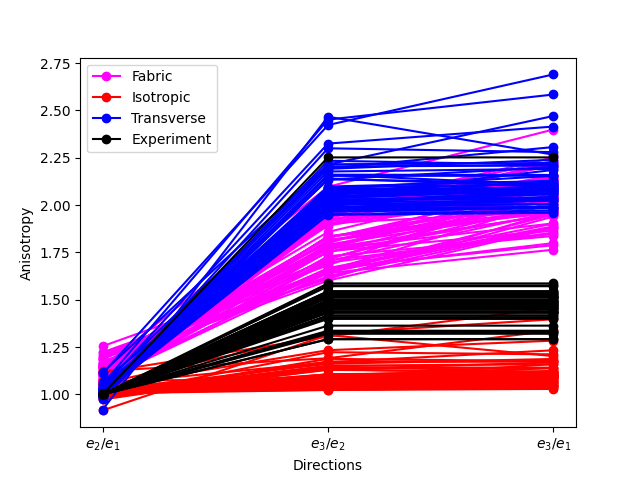 2.75
2.50
2.25
2.00
1.75
1.50
1.25
1.00
Anisotropy
Fabric
Isotropic
Transverse
Experiment
e₂/e₁
e₃/e₂
e₃/e₁
Directions